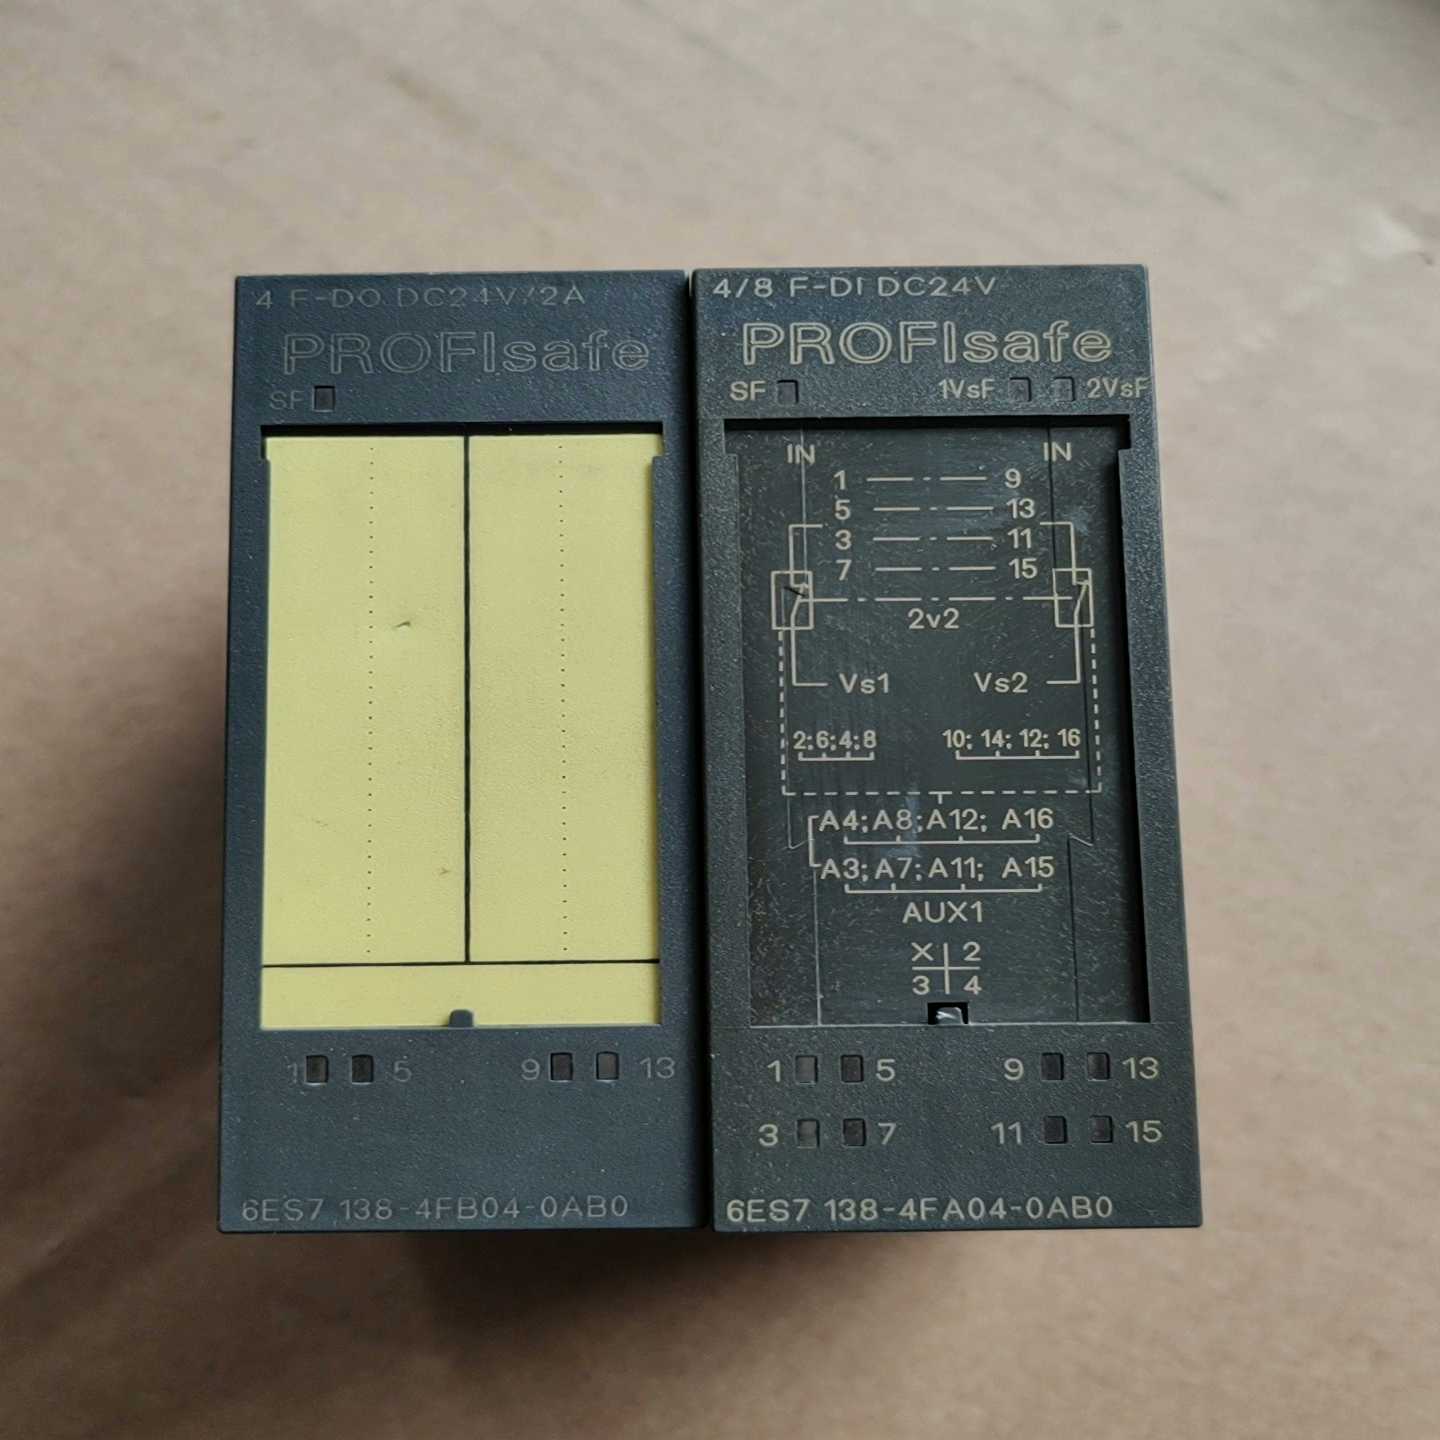 4 F-DO DC24V/2A
PROFIsafe
SF
1 5 9 13
6ES7 138-4FB04-0AB0
4/8 F-DI DC24V
PROFIsafe
SF 1VsF 2VsF
IN IN
1 9
5 13
3 11
7 15
2v2
Vs1 Vs2
2;6;4;8 10; 14; 12; 16
A4;A8;A12; A16
A3;A7;A11; A15
AUX1
X 2
3 4
1 5 9 13
3 7 11 15
6ES7 138-4FA04-0AB0